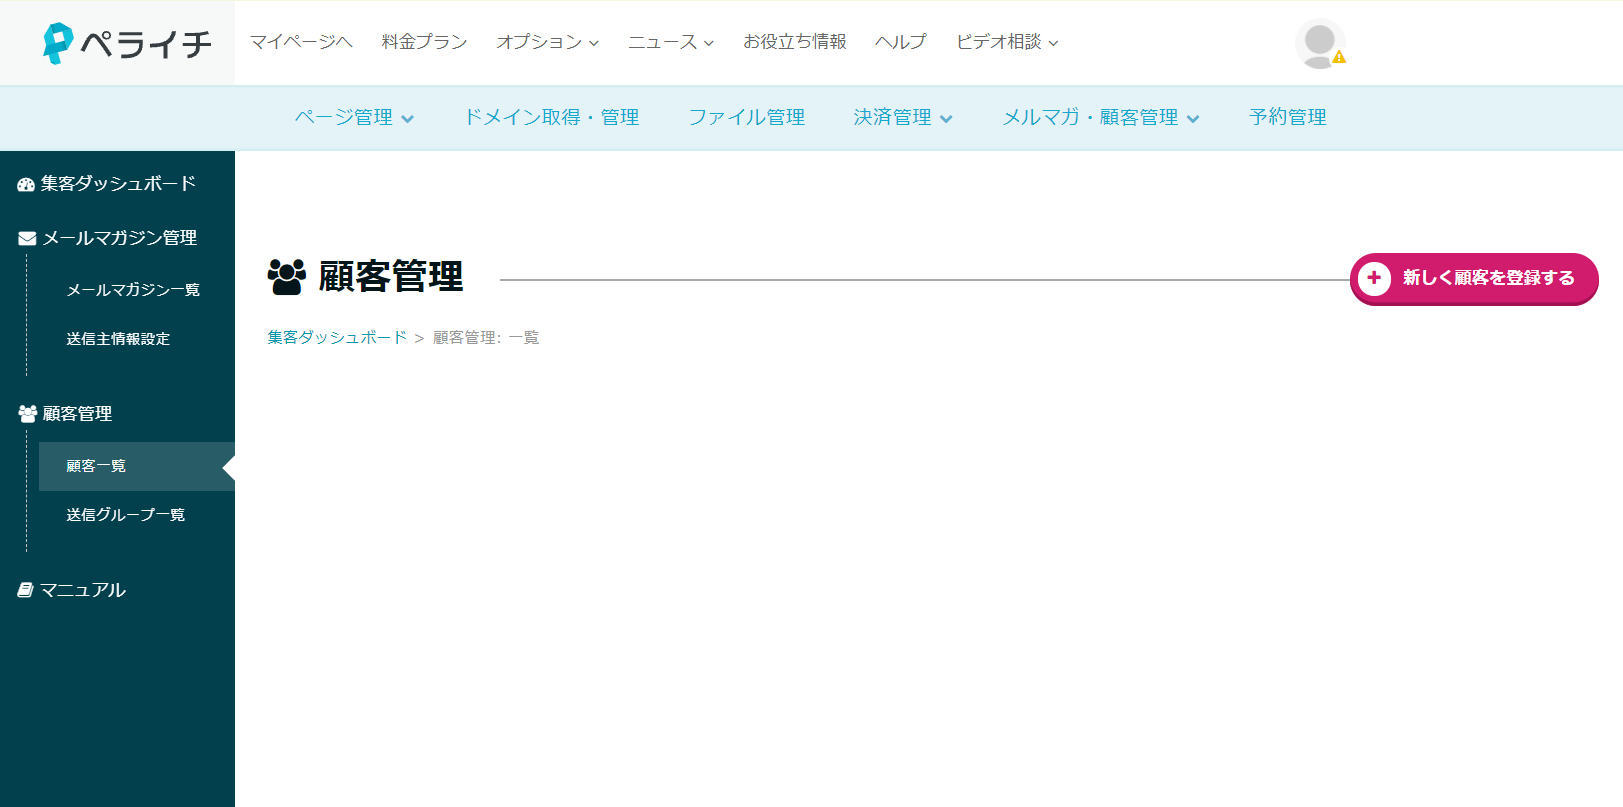 ペライチ マイページへ 料金プラン オプション ニュース お役立ち情報 ヘルプ ビデオ相談
ページ管理 ドメイン取得・管理 ファイル管理 決済管理 メルマガ・顧客管理 予約管理
集客ダッシュボード
メールマガジン管理
メールマガジン一覧
送信主情報設定
顧客管理
顧客一覧
送信グループ一覧
マニュアル
顧客管理
新しく顧客を登録する
集客ダッシュボード > 顧客管理: 一覧